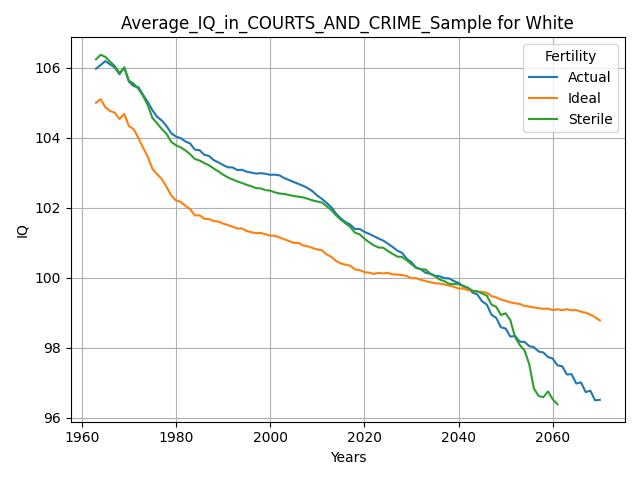 Average_IQ_in_COURTS_AND_CRIME_Sample for White
Fertility
Actual
Ideal
Sterile
IQ
106
104
102
100
98
96
1960
1980
2000
2020
2040
2060
Years